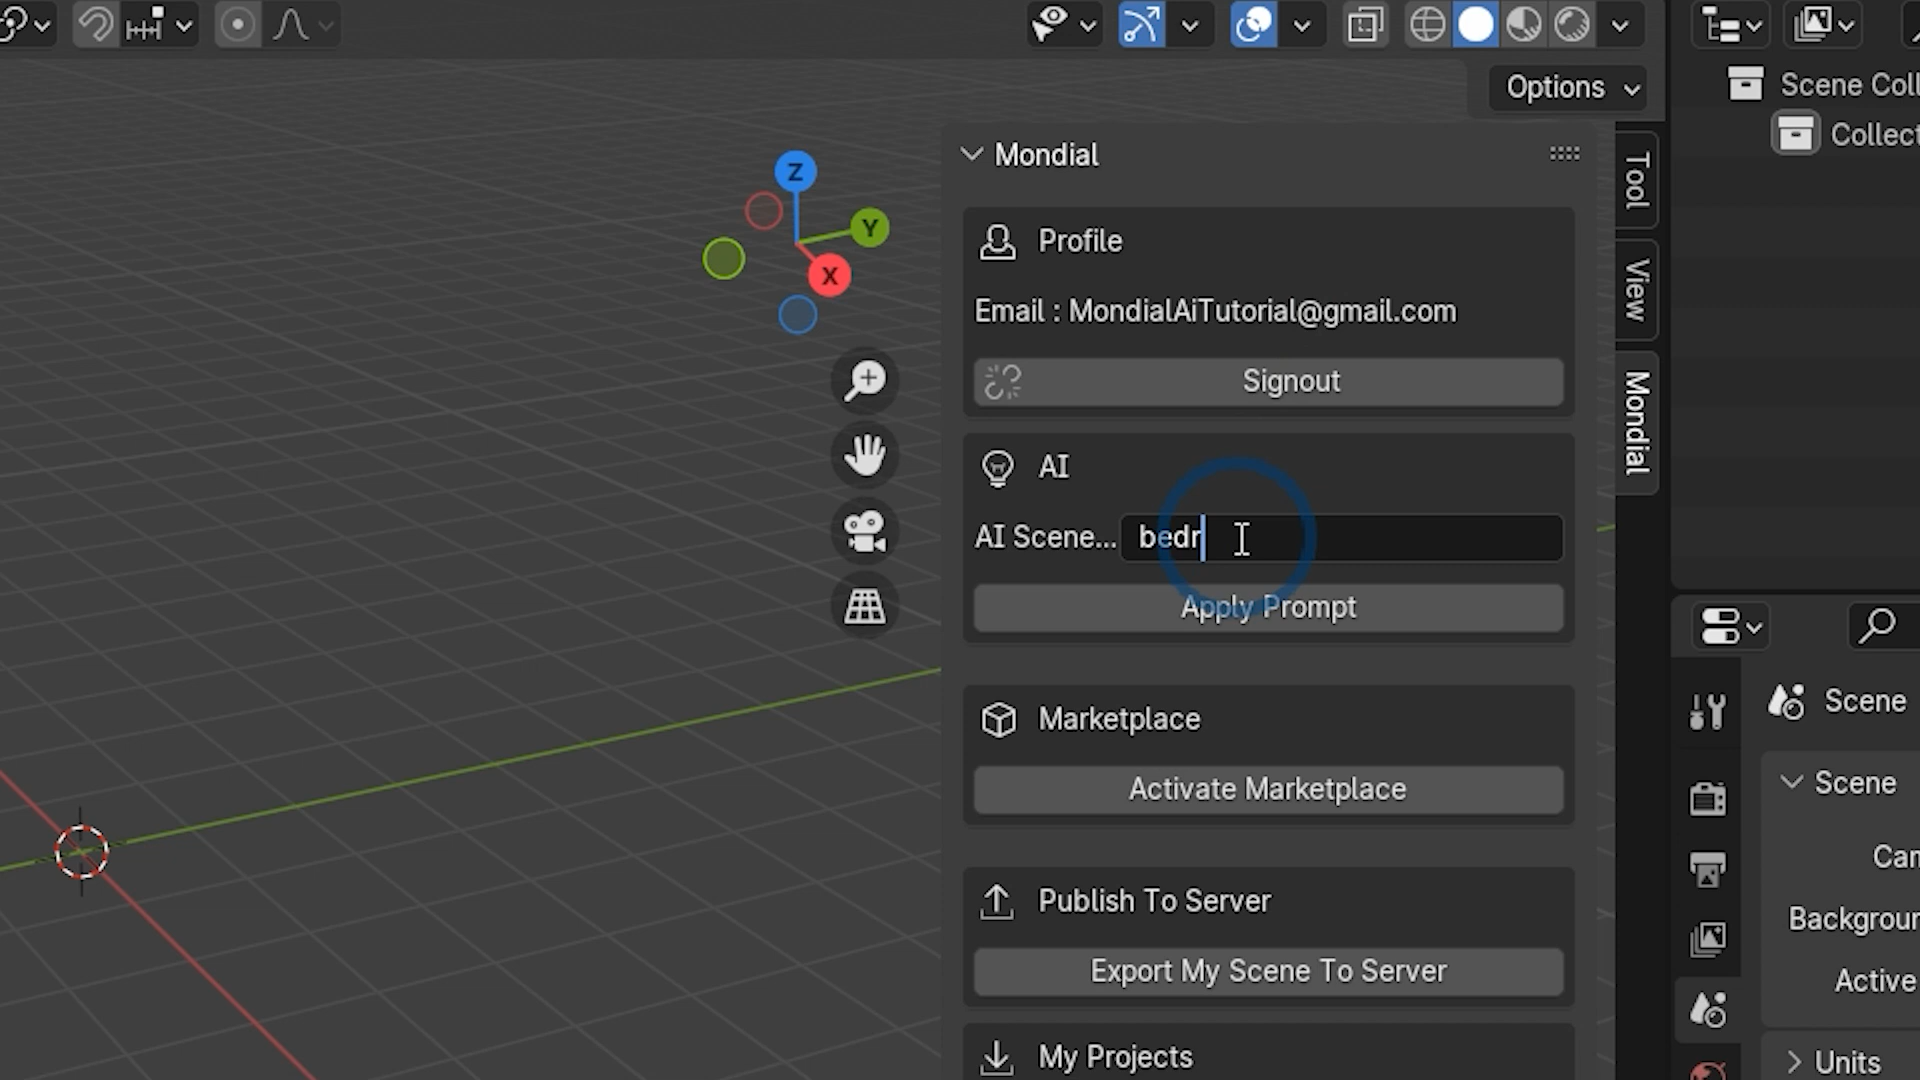 Options
Scene Coll
Collect
Mondial
Z
Y
X
Profile
Email : MondialAiTutorial@gmail.com
Signout
AI
AI Scene... bedr
Apply Prompt
Marketplace
Activate Marketplace
Publish To Server
Export My Scene To Server
My Projects
Tool
View
Mondial
Scene
Scene
Can
Backgroun
Active
Units